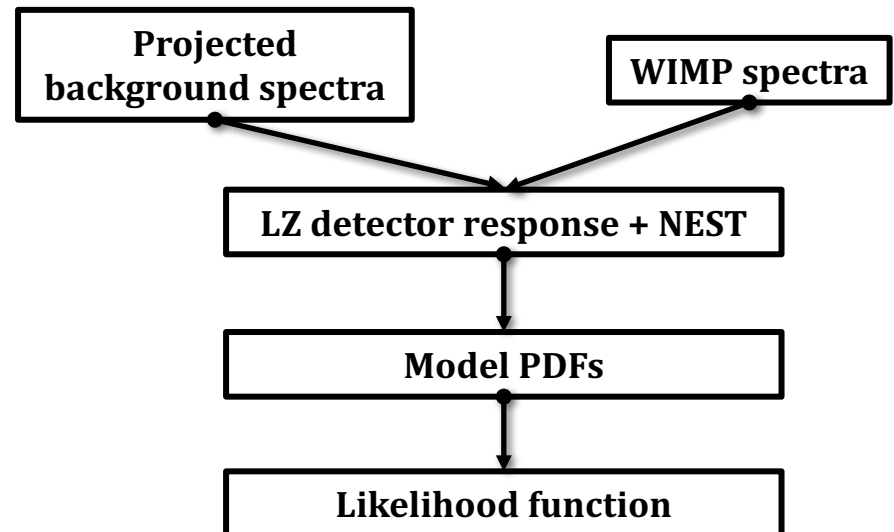 Projected
background spectra
WIMP spectra
LZ detector response + NEST
Model PDFs
Likelihood function